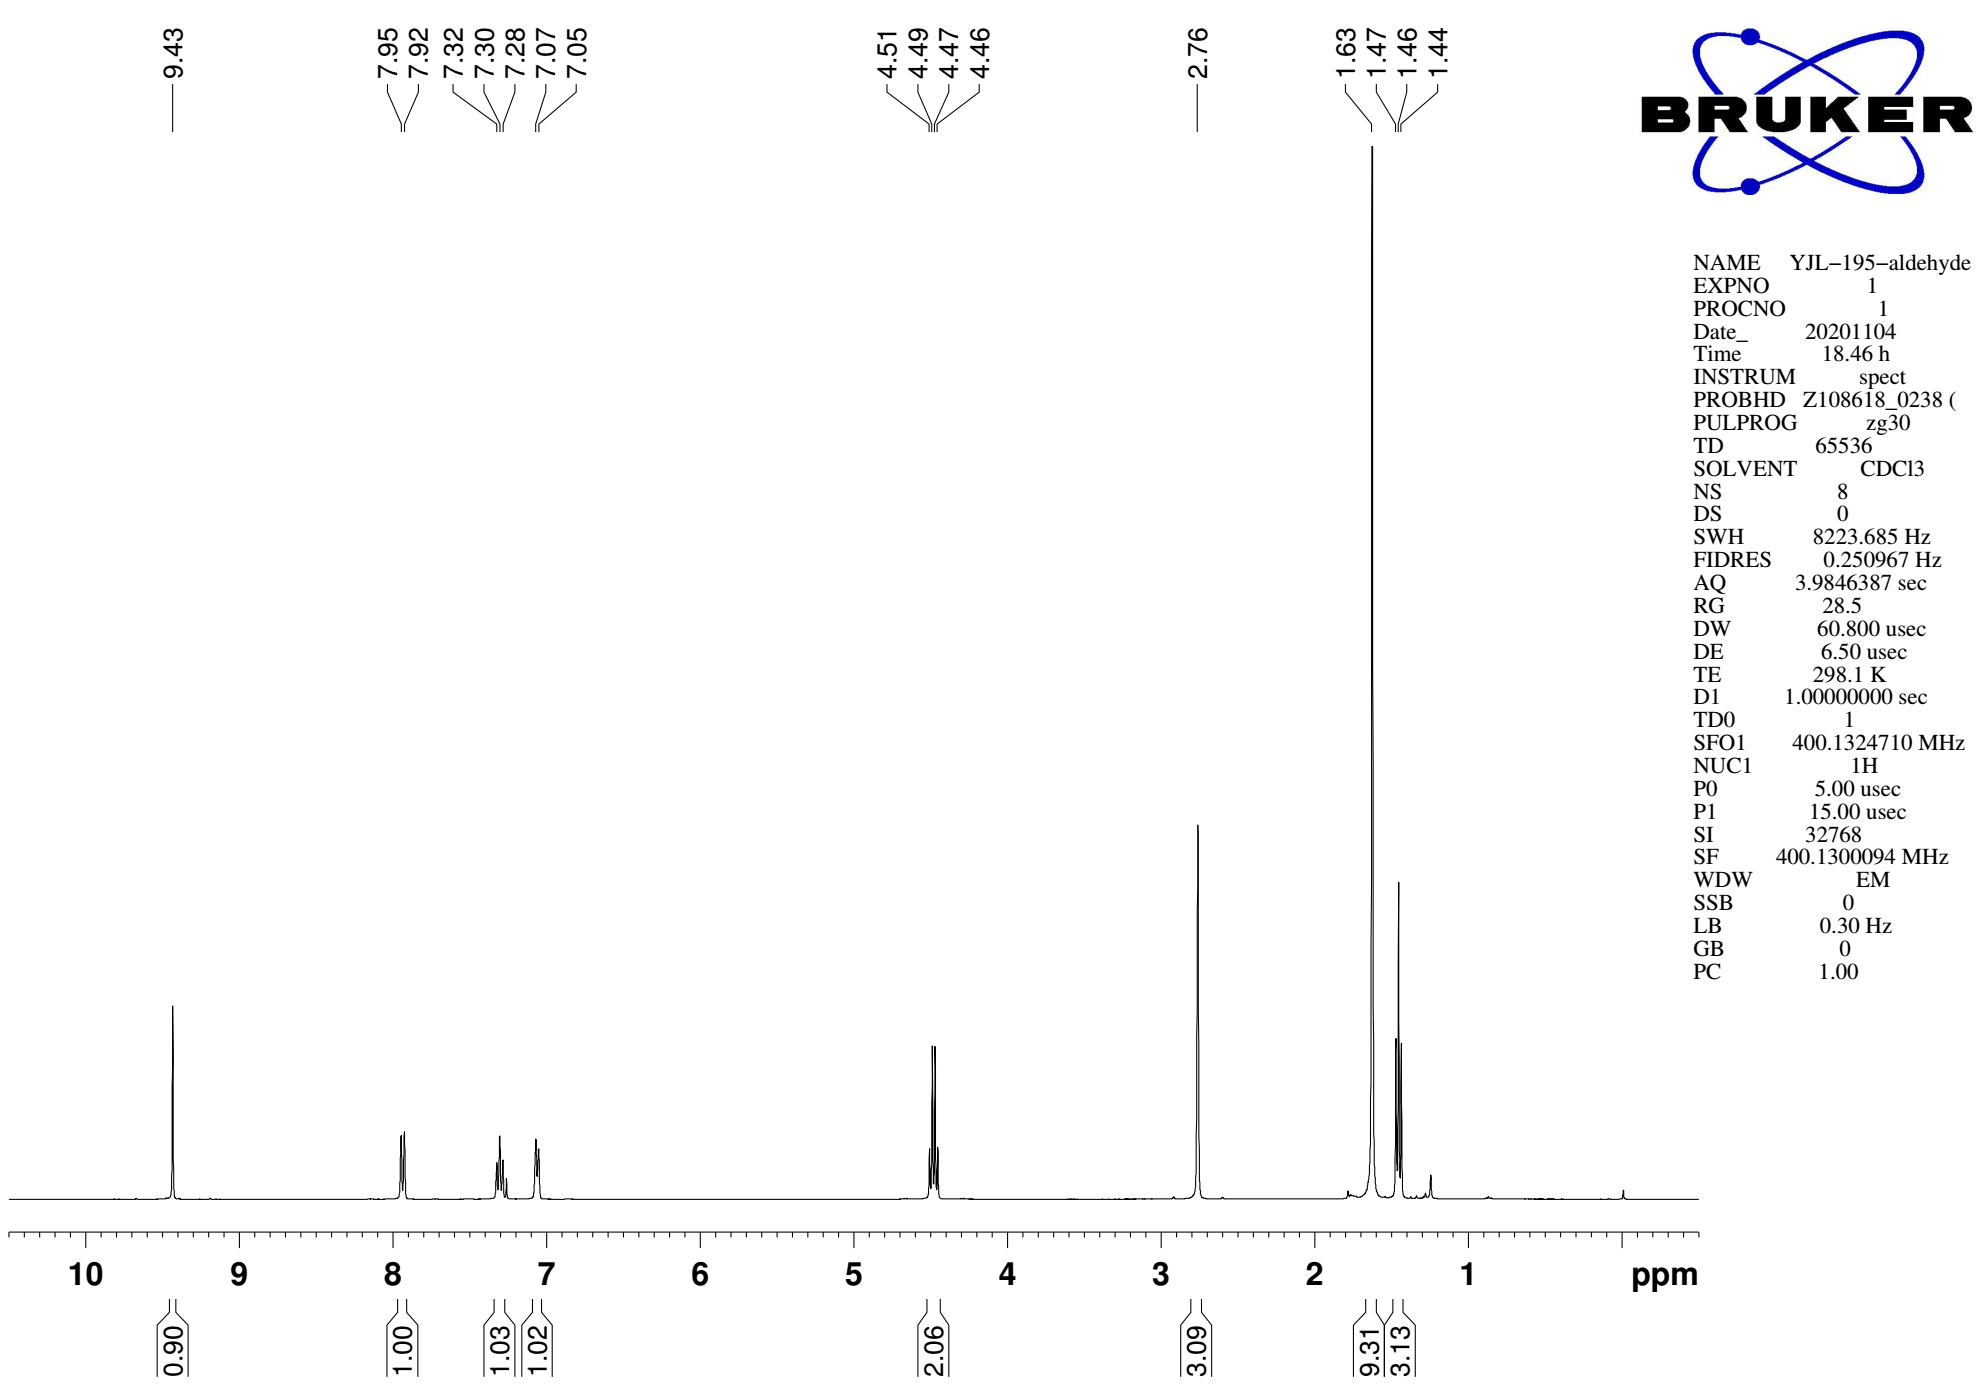 9.43
7.95
7.92
7.32
7.30
7.28
7.07
7.05
4.51
4.49
4.47
4.46
2.76
1.63
1.47
1.46
1.44
BRUKER
NAME YJL−195−aldehyde
EXPNO 1
PROCNO 1
Date_ 20201104
Time 18.46 h
INSTRUM spect
PROBHD Z108618_0238 (
PULPROG zg30
TD 65536
SOLVENT CDCl3
NS 8
DS 0
SWH 8223.685 Hz
FIDRES 0.250967 Hz
AQ 3.9846387 sec
RG 28.5
DW 60.800 usec
DE 6.50 usec
TE 298.1 K
D1 1.00000000 sec
TD0 1
SFO1 400.1324710 MHz
NUC1 1H
P0 5.00 usec
P1 15.00 usec
SI 32768
SF 400.1300094 MHz
WDW EM
SSB 0
LB 0.30 Hz
GB 0
PC 1.00
10 9 8 7 6 5 4 3 2 1 ppm
0.90
1.00
1.03
1.02
2.06
3.09
9.31
3.13